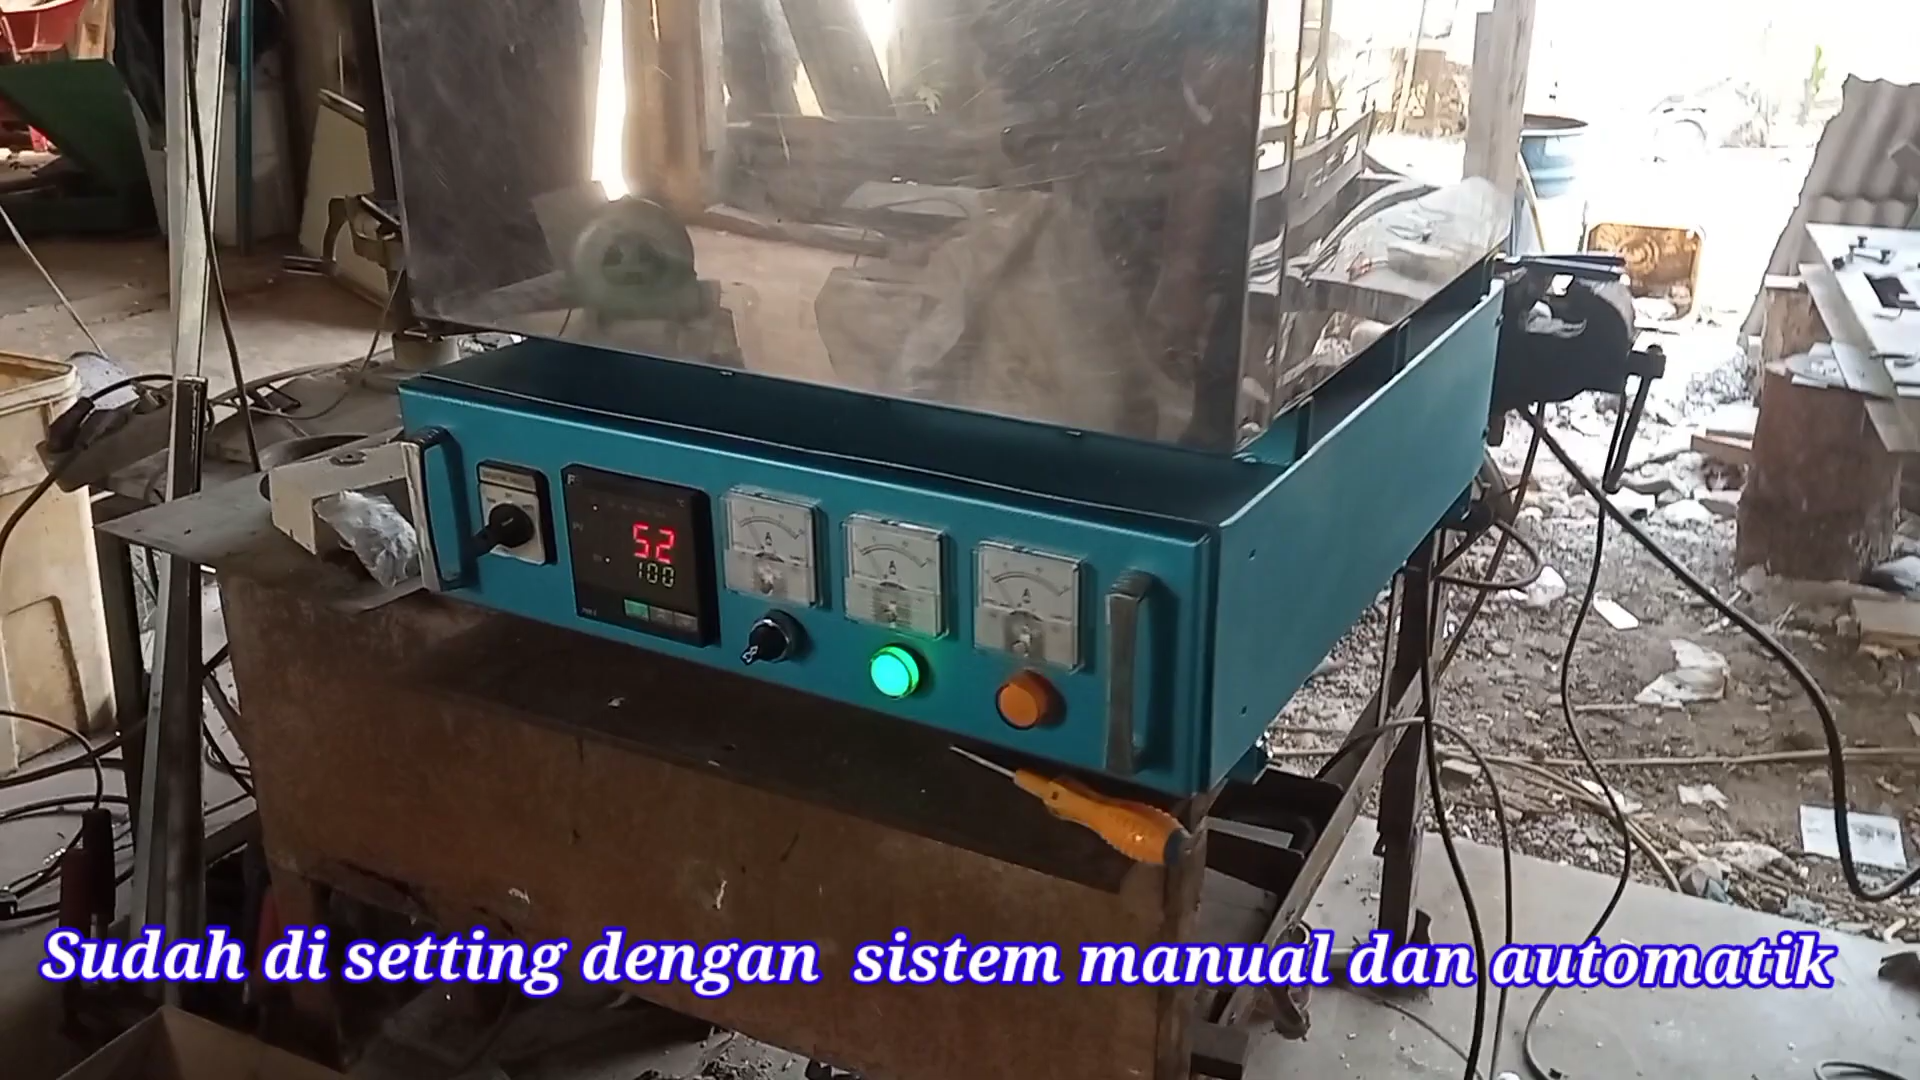 52
100
A
A
A
Sudah di setting dengan sistem manual dan automatik